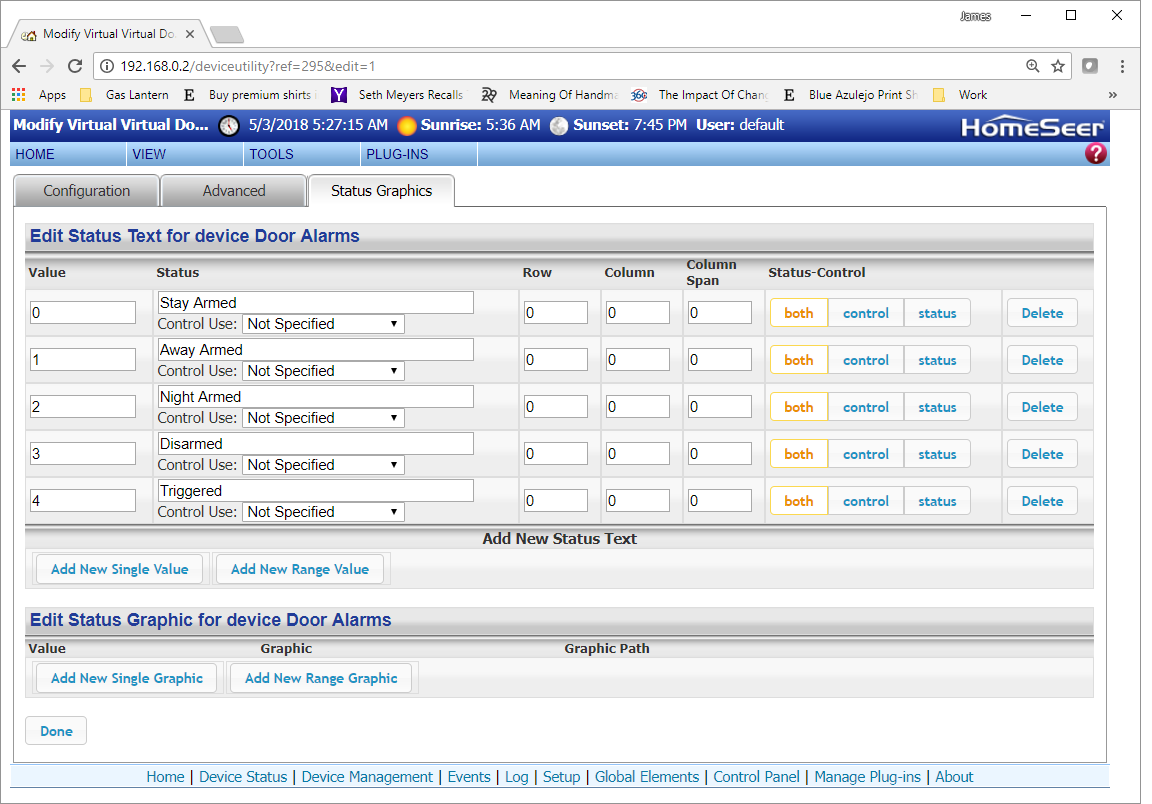 James
Modify Virtual Virtual Do
192.168.0.2/deviceutility?ref=295&edit=1
Apps Gas Lantern E Buy premium shirts Y Seth Meyers Recalls Meaning Of Handma The Impact Of Chan E Blue Azulejo Print Sh Work »
Modify Virtual Virtual Do... 5/3/2018 5:27:15 AM Sunrise: 5:36 AM Sunset: 7:45 PM User: default HomeSeer
HOME VIEW TOOLS PLUG-INS ?
Configuration Advanced Status Graphics
Edit Status Text for device Door Alarms
Value Status Row Column Column Span Status-Control
0 Stay Armed 0 0 0 both control status Delete
Control Use: Not Specified
1 Away Armed 0 0 0 both control status Delete
Control Use: Not Specified
2 Night Armed 0 0 0 both control status Delete
Control Use: Not Specified
3 Disarmed 0 0 0 both control status Delete
Control Use: Not Specified
4 Triggered 0 0 0 both control status Delete
Control Use: Not Specified
Add New Status Text
Add New Single Value Add New Range Value
Edit Status Graphic for device Door Alarms
Value Graphic Graphic Path
Add New Single Graphic Add New Range Graphic
Done
Home | Device Status | Device Management | Events | Log | Setup | Global Elements | Control Panel | Manage Plug-ins | About